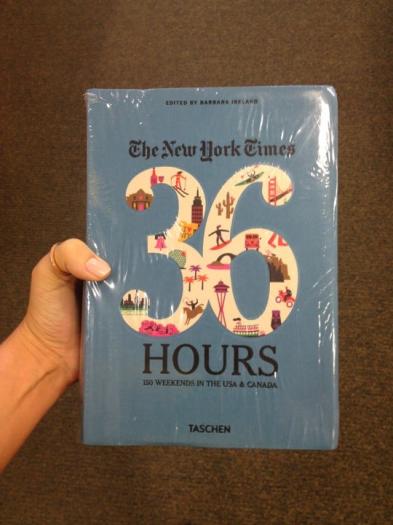 EDITED BY BARBARA IRELAND
The New York Times
36
HOURS
150 WEEKENDS IN THE USA & CANADA
TASCHEN